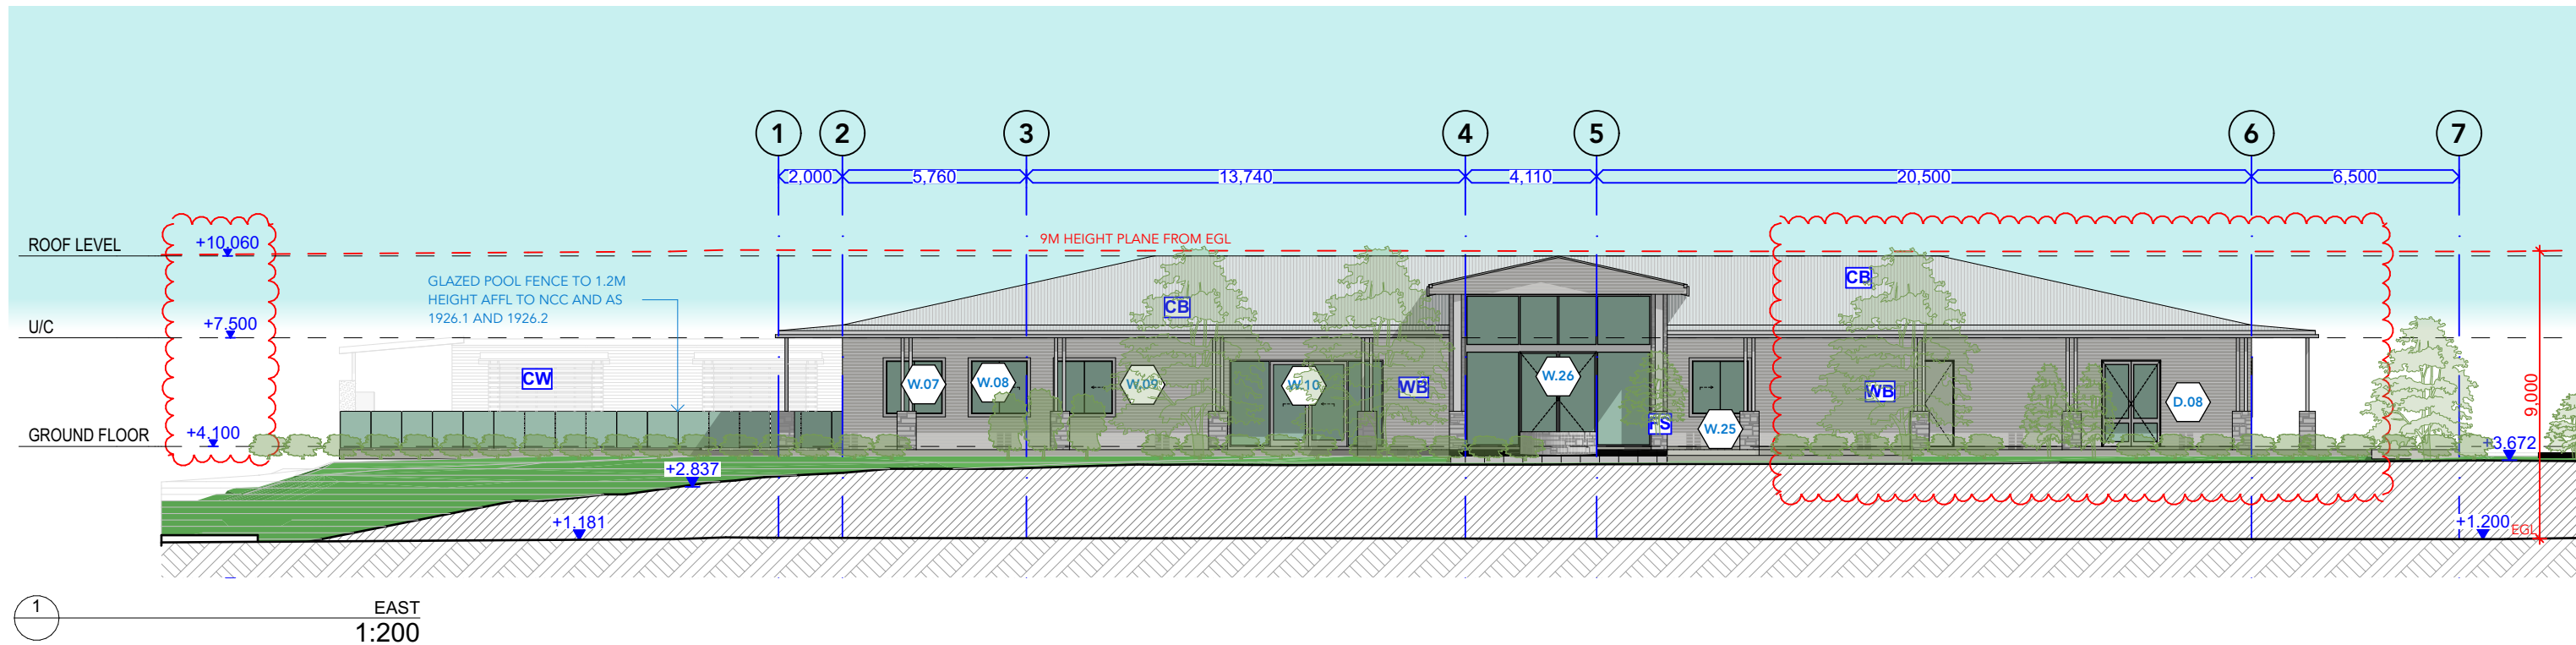 1 2 3 4 5 6 7
2,000 5,760 13,740 4,110 20,500 6,500
ROOF LEVEL +10,060
9M HEIGHT PLANE FROM EGL
GLAZED POOL FENCE TO 1.2M
HEIGHT AFFL TO NCC AND AS
1926.1 AND 1926.2
CB CB
U/C +7,500
CW W.07 W.08 W.09 W.10 WB W.26 WB D.08 9,000
FS W.25
GROUND FLOOR +4,100 +3.672
+2.837
+1.181 +1.200 EGL
1 EAST
1:200